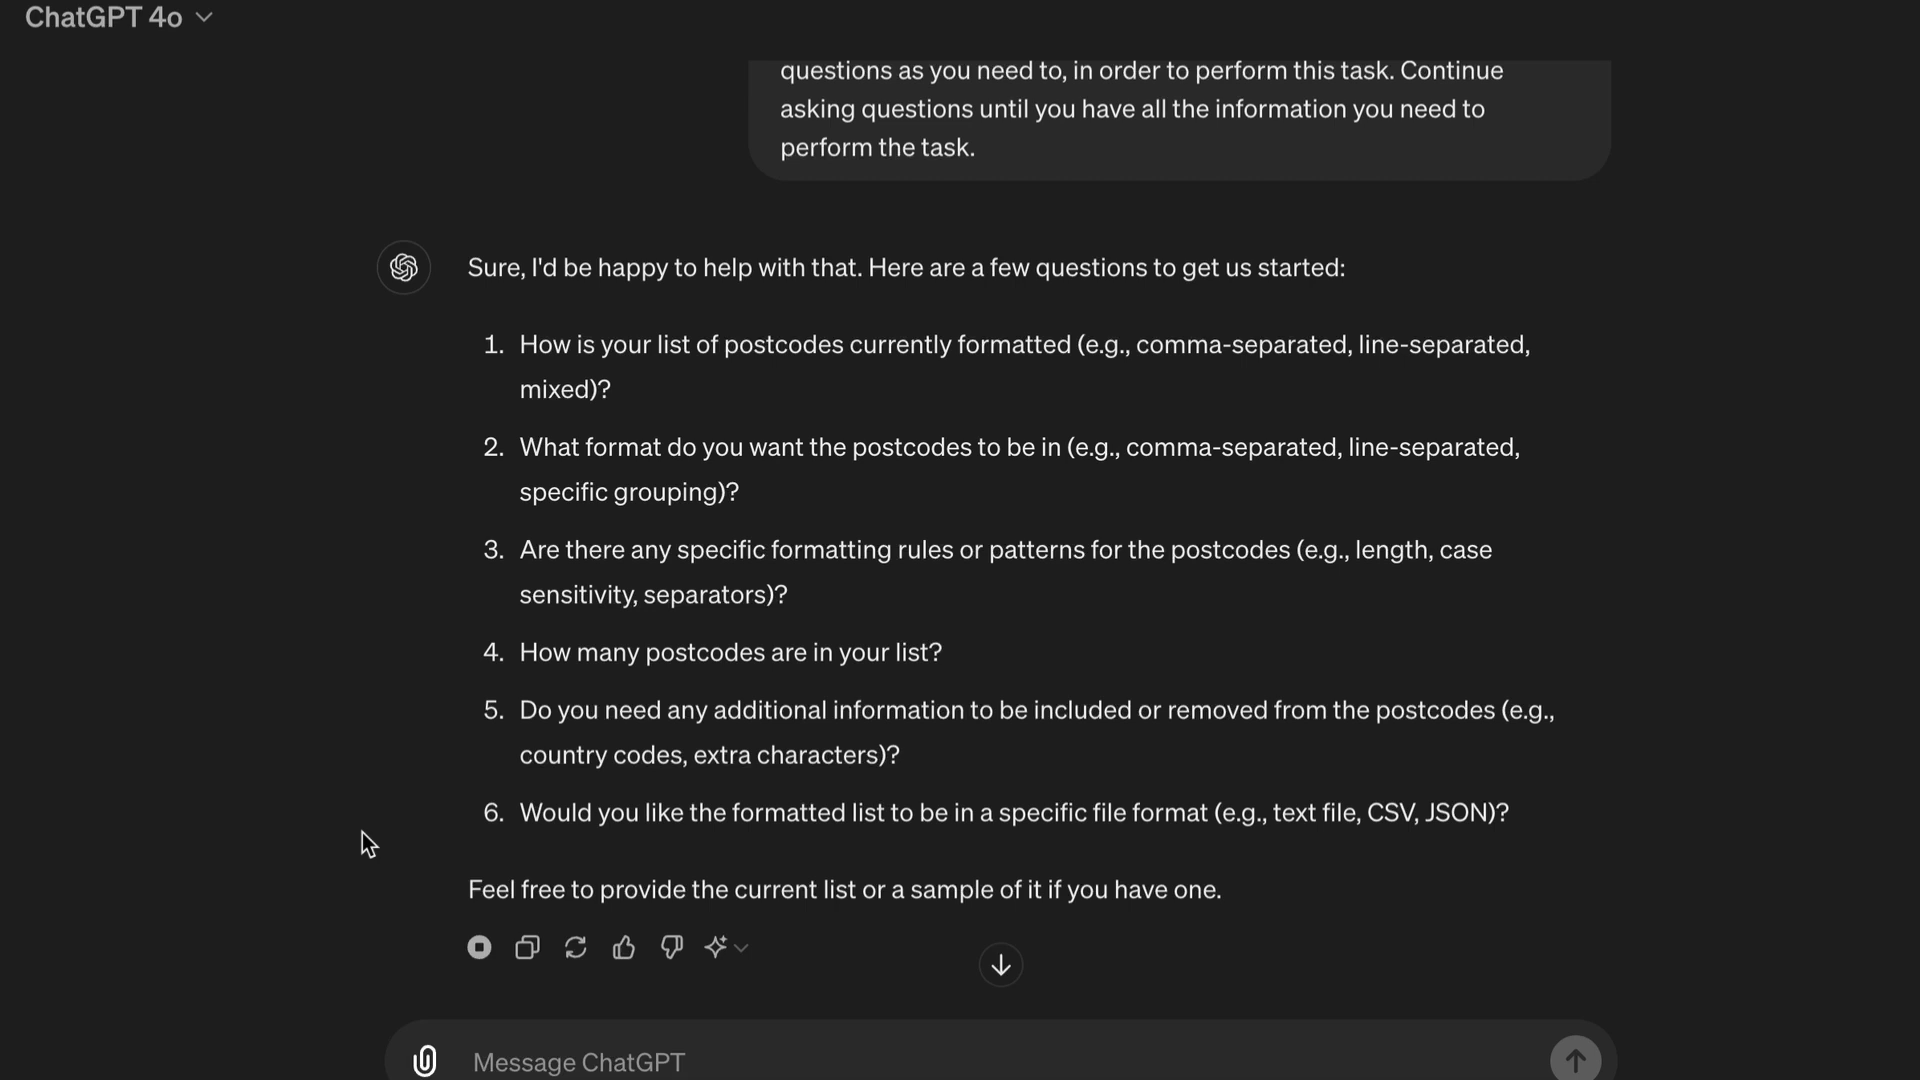 ChatGPT 4o
questions as you need to, in order to perform this task. Continue
asking questions until you have all the information you need to
perform the task.
Sure, I'd be happy to help with that. Here are a few questions to get us started:
1. How is your list of postcodes currently formatted (e.g., comma-separated, line-separated,
mixed)?
2. What format do you want the postcodes to be in (e.g., comma-separated, line-separated,
specific grouping)?
3. Are there any specific formatting rules or patterns for the postcodes (e.g., length, case
sensitivity, separators)?
4. How many postcodes are in your list?
5. Do you need any additional information to be included or removed from the postcodes (e.g.,
country codes, extra characters)?
6. Would you like the formatted list to be in a specific file format (e.g., text file, CSV, JSON)?
Feel free to provide the current list or a sample of it if you have one.
Message ChatGPT